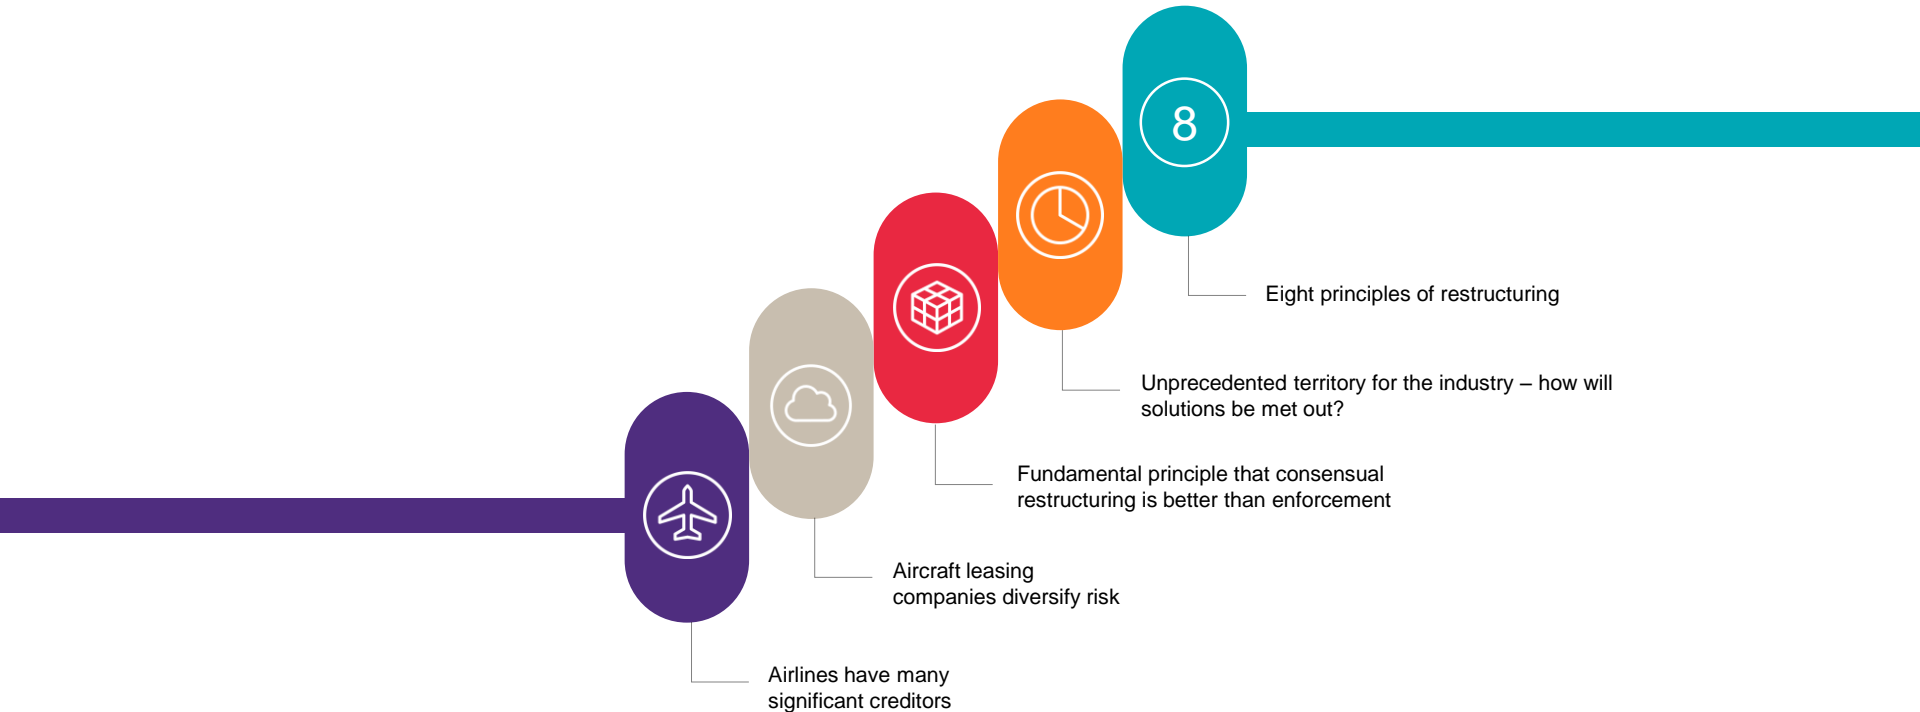 8
Eight principles of restructuring
Unprecedented territory for the industry – how will
solutions be met out?
Fundamental principle that consensual
restructuring is better than enforcement
Aircraft leasing
companies diversify risk
Airlines have many
significant creditors